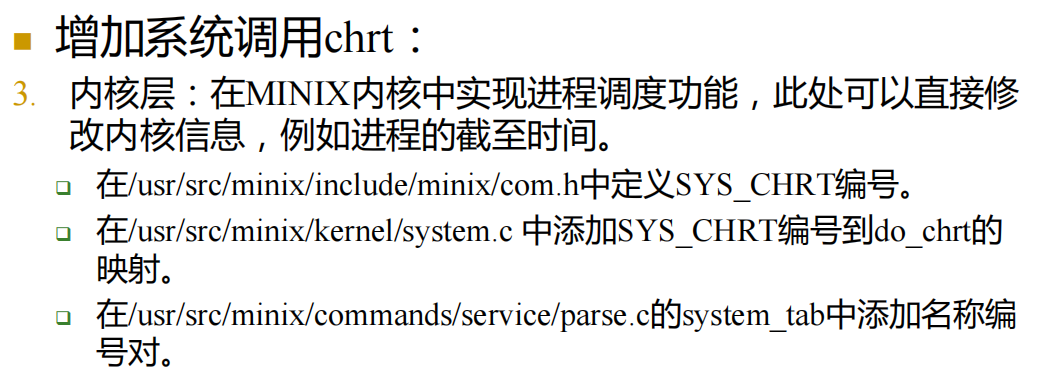 增加系统调用chrt：
3. 内核层：在MINIX内核中实现进程调度功能，此处可以直接修
改内核信息，例如进程的截至时间。
在/usr/src/minix/include/minix/com.h中定义SYS_CHRT编号。
在/usr/src/minix/kernel/system.c 中添加SYS_CHRT编号到do_chrt的
映射。
在/usr/src/minix/commands/service/parse.c的system_tab中添加名称编
号对。